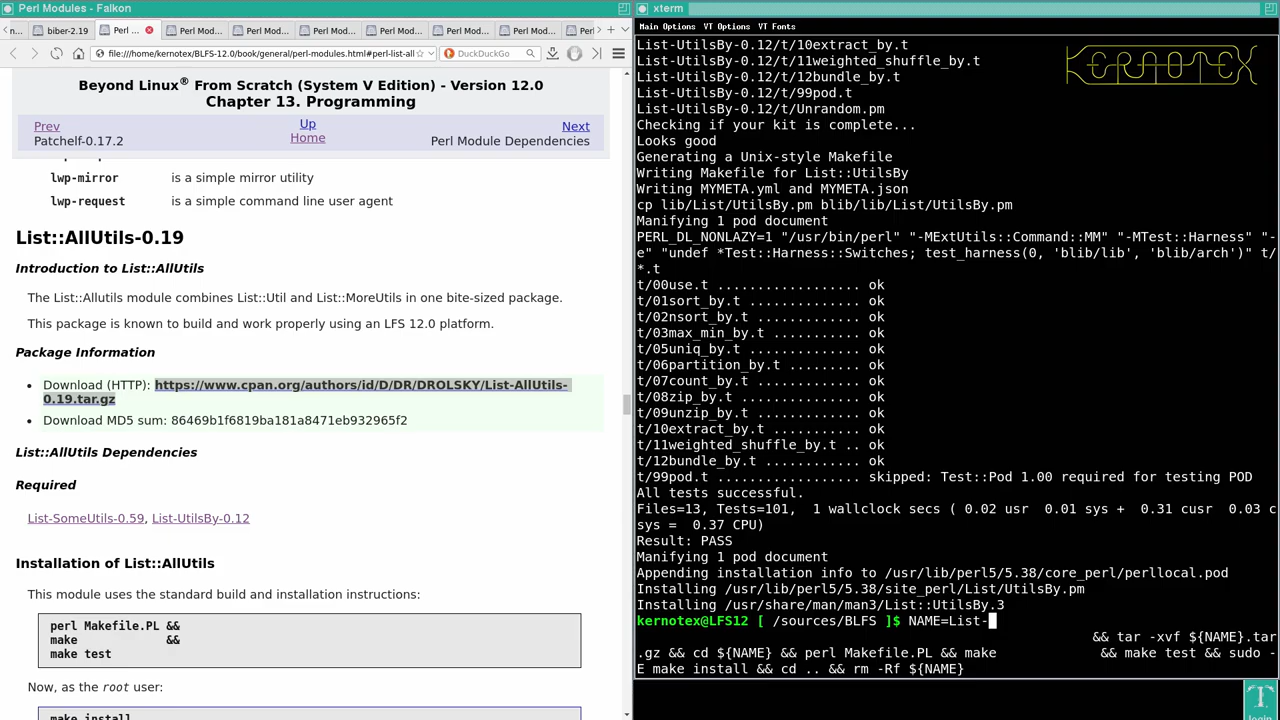 Perl Modules - Falkon
n...
biber-2.19
Perl ...
Perl Mod...
Perl Mod...
Perl Mod...
Perl Mod...
Perl Mod...
Perl Mod...
Perl
file:///home/kernotex/BLFS-12.0/book/general/perl-modules.html#perl-list-all
DuckDuckGo
Beyond Linux® From Scratch (System V Edition) - Version 12.0
Chapter 13. Programming
Prev
Up
Next
Patchelf-0.17.2
Home
Perl Module Dependencies
lwp-mirror is a simple mirror utility
lwp-request is a simple command line user agent
List::AllUtils-0.19
Introduction to List::AllUtils
The List::Allutils module combines List::Util and List::MoreUtils in one bite-sized package.
This package is known to build and work properly using an LFS 12.0 platform.
Package Information
• Download (HTTP): https://www.cpan.org/authors/id/D/DR/DROLSKY/List-AllUtils-
0.19.tar.gz
• Download MD5 sum: 86469b1f6819ba181a8471eb932965f2
List::AllUtils Dependencies
Required
List-SomeUtils-0.59, List-UtilsBy-0.12
Installation of List::AllUtils
This module uses the standard build and installation instructions:
perl Makefile.PL &&
make &&
make test
Now, as the root user:
make install
xterm
Main Options VT Options VT Fonts
KERNOTEX
List-UtilsBy-0.12/t/10extract_by.t
List-UtilsBy-0.12/t/11weighted_shuffle_by.t
List-UtilsBy-0.12/t/12bundle_by.t
List-UtilsBy-0.12/t/99pod.t
List-UtilsBy-0.12/t/Unrandom.pm
Checking if your kit is complete...
Looks good
Generating a Unix-style Makefile
Writing Makefile for List::UtilsBy
Writing MYMETA.yml and MYMETA.json
cp lib/List/UtilsBy.pm blib/lib/List/UtilsBy.pm
Manifying 1 pod document
PERL_DL_NONLAZY=1 "/usr/bin/perl" "-MExtUtils::Command::MM" "-MTest::Harness" "-
e" "undef *Test::Harness::Switches; test_harness(0, 'blib/lib', 'blib/arch')" t/
*.t
t/00use.t .................. ok
t/01sort_by.t .............. ok
t/02nsort_by.t ............. ok
t/03max_min_by.t ........... ok
t/05uniq_by.t .............. ok
t/06partition_by.t ......... ok
t/07count_by.t ............. ok
t/08zip_by.t ............... ok
t/09unzip_by.t ............. ok
t/10extract_by.t ........... ok
t/11weighted_shuffle_by.t .. ok
t/12bundle_by.t ............ ok
t/99pod.t .................. skipped: Test::Pod 1.00 required for testing POD
All tests successful.
Files=13, Tests=101,  1 wallclock secs ( 0.02 usr  0.01 sys +  0.31 cusr  0.03 c
sys =  0.37 CPU)
Result: PASS
Manifying 1 pod document
Appending installation info to /usr/lib/perl5/5.38/core_perl/perllocal.pod
Installing /usr/lib/perl5/5.38/site_perl/List/UtilsBy.pm
Installing /usr/share/man/man3/List::UtilsBy.3
kernotex@LFS12 [ /sources/BLFS ]$ NAME=List-
&& tar -xvf ${NAME}.tar
.gz && cd ${NAME} && perl Makefile.PL && make && make test && sudo -
E make install && cd .. && rm -Rf ${NAME}
login